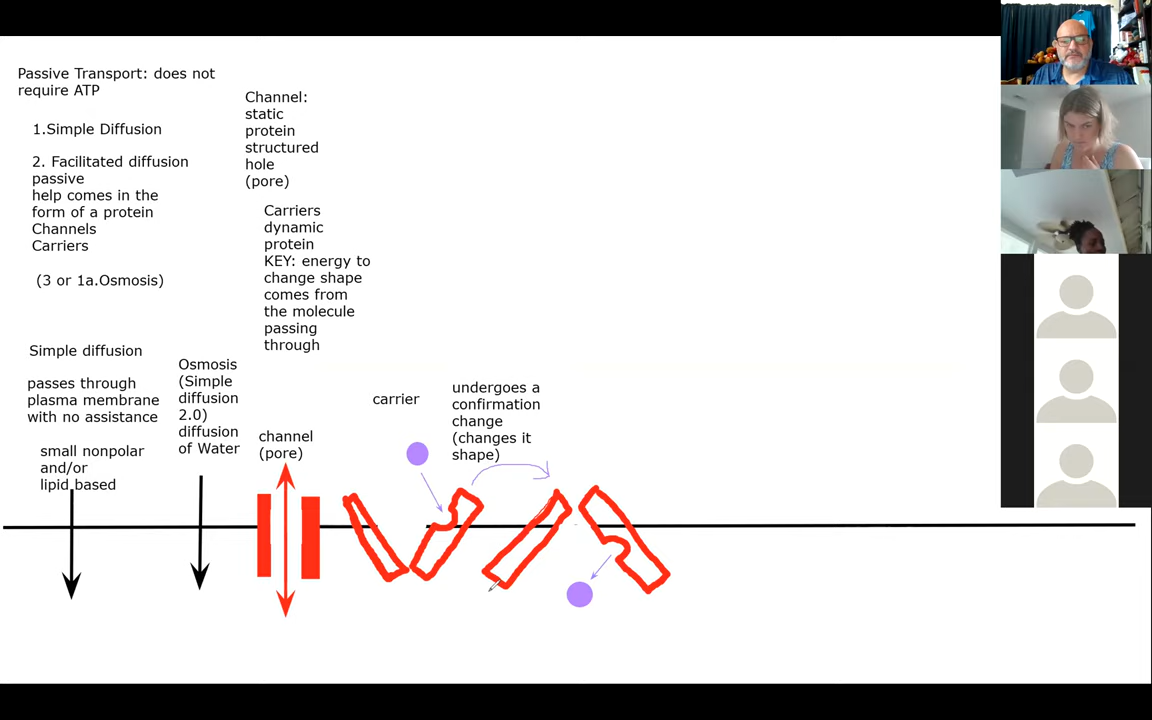 Passive Transport: does not
require ATP
1.Simple Diffusion
2. Facilitated diffusion
passive
help comes in the
form of a protein
Channels
Carriers
(3 or 1a.Osmosis)
Channel:
static
protein
structured
hole
(pore)
Carriers
dynamic
protein
KEY: energy to
change shape
comes from
the molecule
passing
through
Simple diffusion
passes through
plasma membrane
with no assistance
small nonpolar
and/or
lipid based
Osmosis
(Simple
diffusion
2.0)
diffusion
of Water
channel
(pore)
carrier
undergoes a
confirmation
change
(changes it
shape)